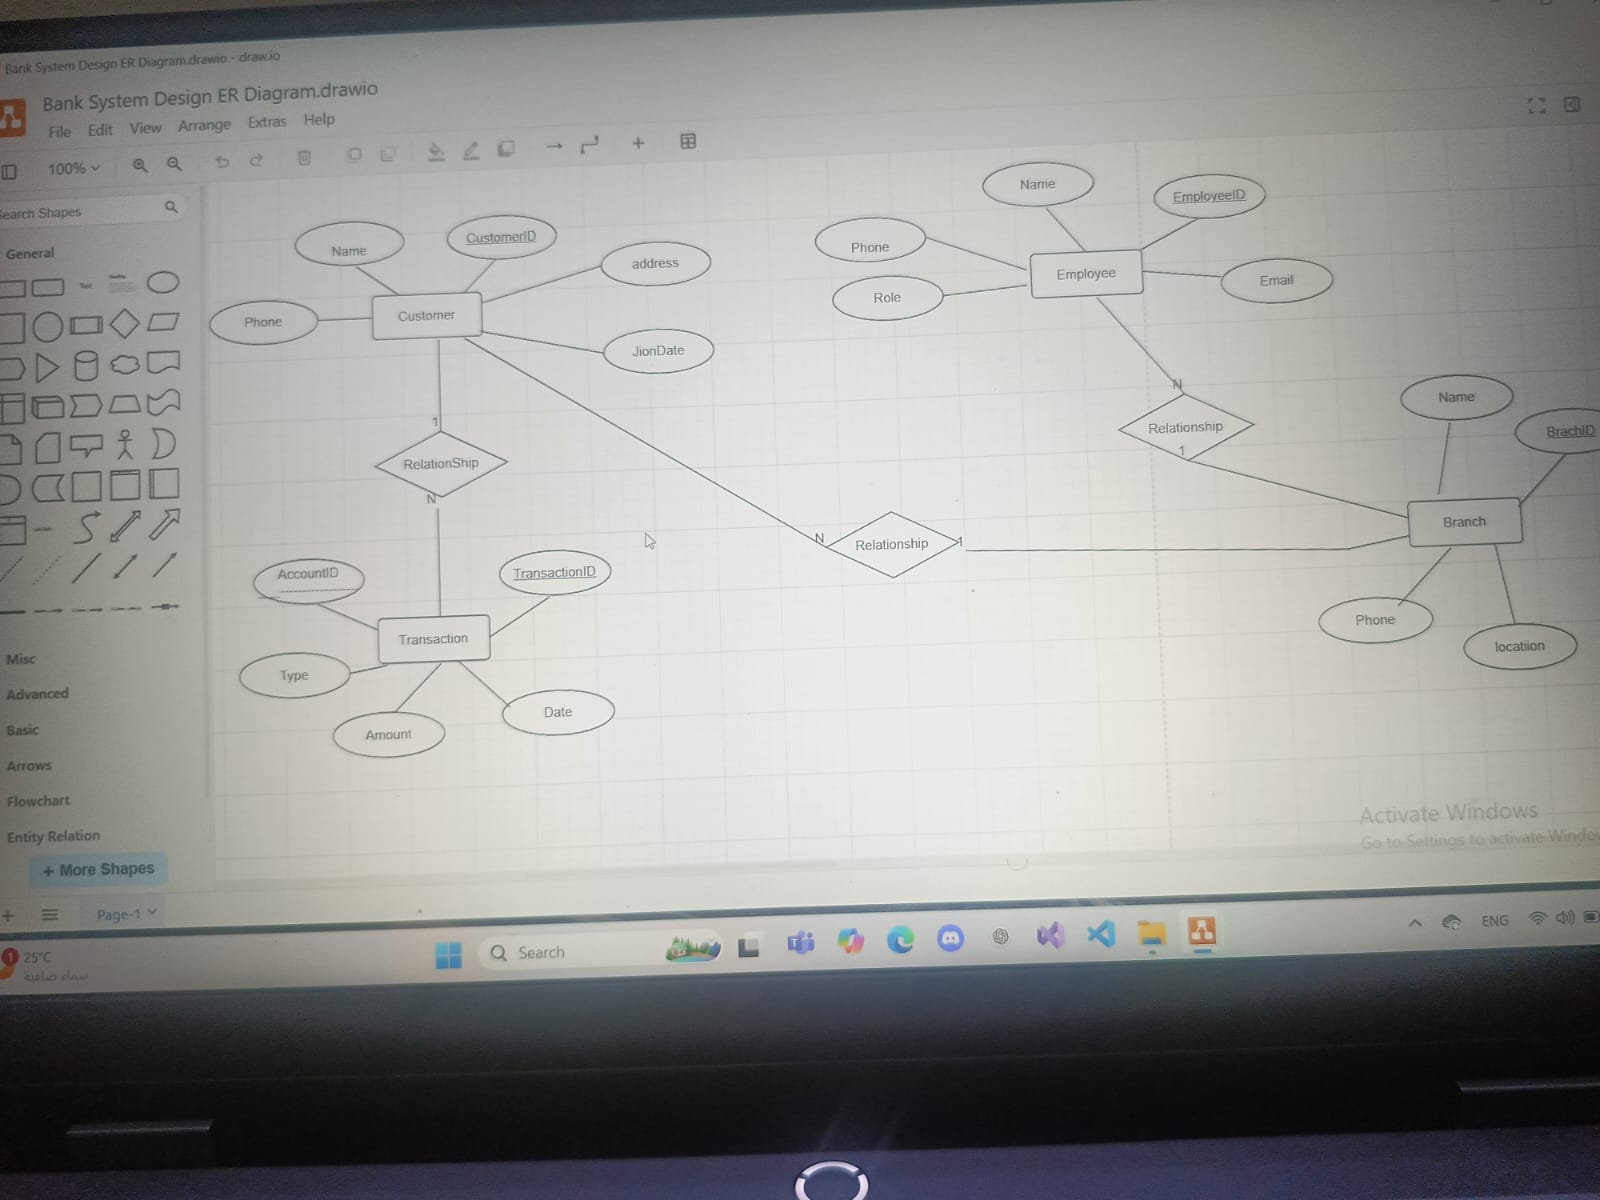 Bank System Design ER Diagram.drawio - draw.io
Bank System Design ER Diagram.drawio
File Edit View Arrange Extras Help
100%
Search Shapes
General
Text
Misc
Advanced
Basic
Arrows
Flowchart
Entity Relation
+ More Shapes
Page-1
Name
CustomerID
address
Phone
Customer
JionDate
1
RelationShip
N
AccountID
TransactionID
Transaction
Type
Amount
Date
Name
EmployeeID
Phone
Employee
Role
Email
N
Relationship
1
N
Relationship
1
Name
BrachID
Branch
Phone
locatiion
Activate Windows
Go to Settings to activate Windo
1
25°C
سماء صافية
Search
ENG